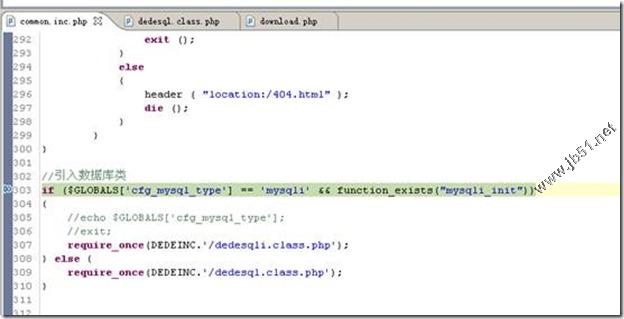 common.inc.php dedesql.class.php download.php
292 exit ();
293 }
294 else
295 {
296 header ( "location:/404.html" );
297 die ();
298 }
299 }
300 }
301
302 //引入数据库类
303 if ($GLOBALS['cfg_mysql_type'] == 'mysqli' && function_exists("mysqli_init"))
304 {
305 //echo $GLOBALS['cfg_mysql_type'];
306 //exit;
307 require_once(DEDEINC.'/dedesqli.class.php');
308 } else {
309 require_once(DEDEINC.'/dedesql.class.php');
310 }
311
312
www.jb51.net